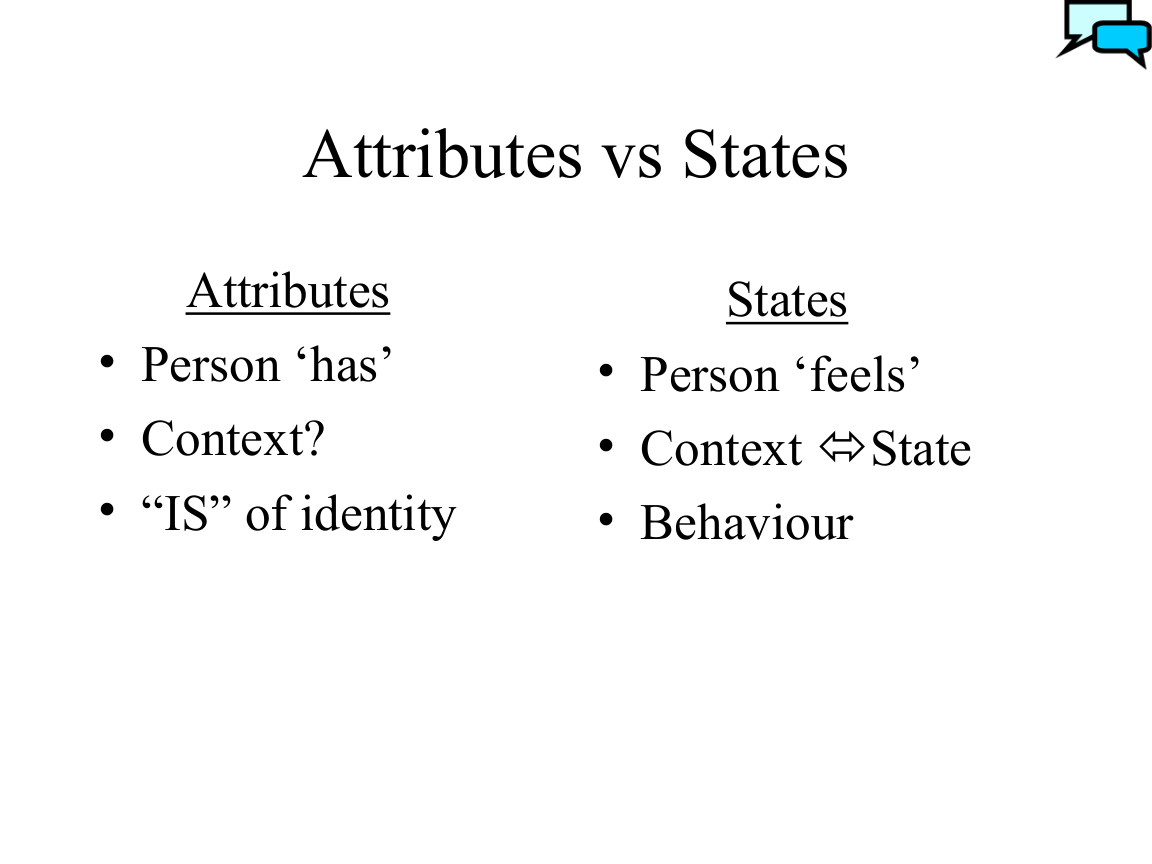 Attributes vs States
Attributes
• Person ‘has’
• Context?
• “IS” of identity
States
• Person ‘feels’
• Context ⬄State
• Behaviour